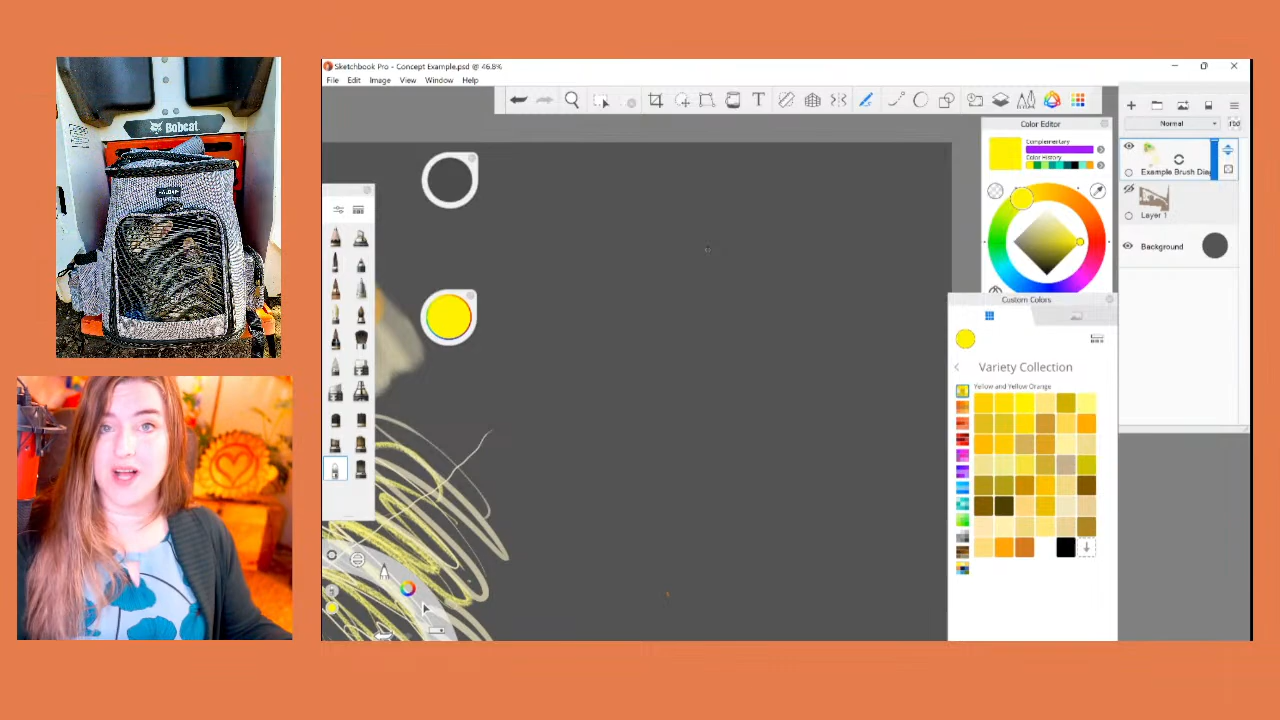 Bobcat
Sketchbook Pro - Concept Example.psd @ 46.8%
File Edit Image View Window Help
T
Color Editor
Complementary
Color History
Normal
Example Brush Dia
Layer 1
Background
Custom Colors
Variety Collection
Yellow and Yellow Orange